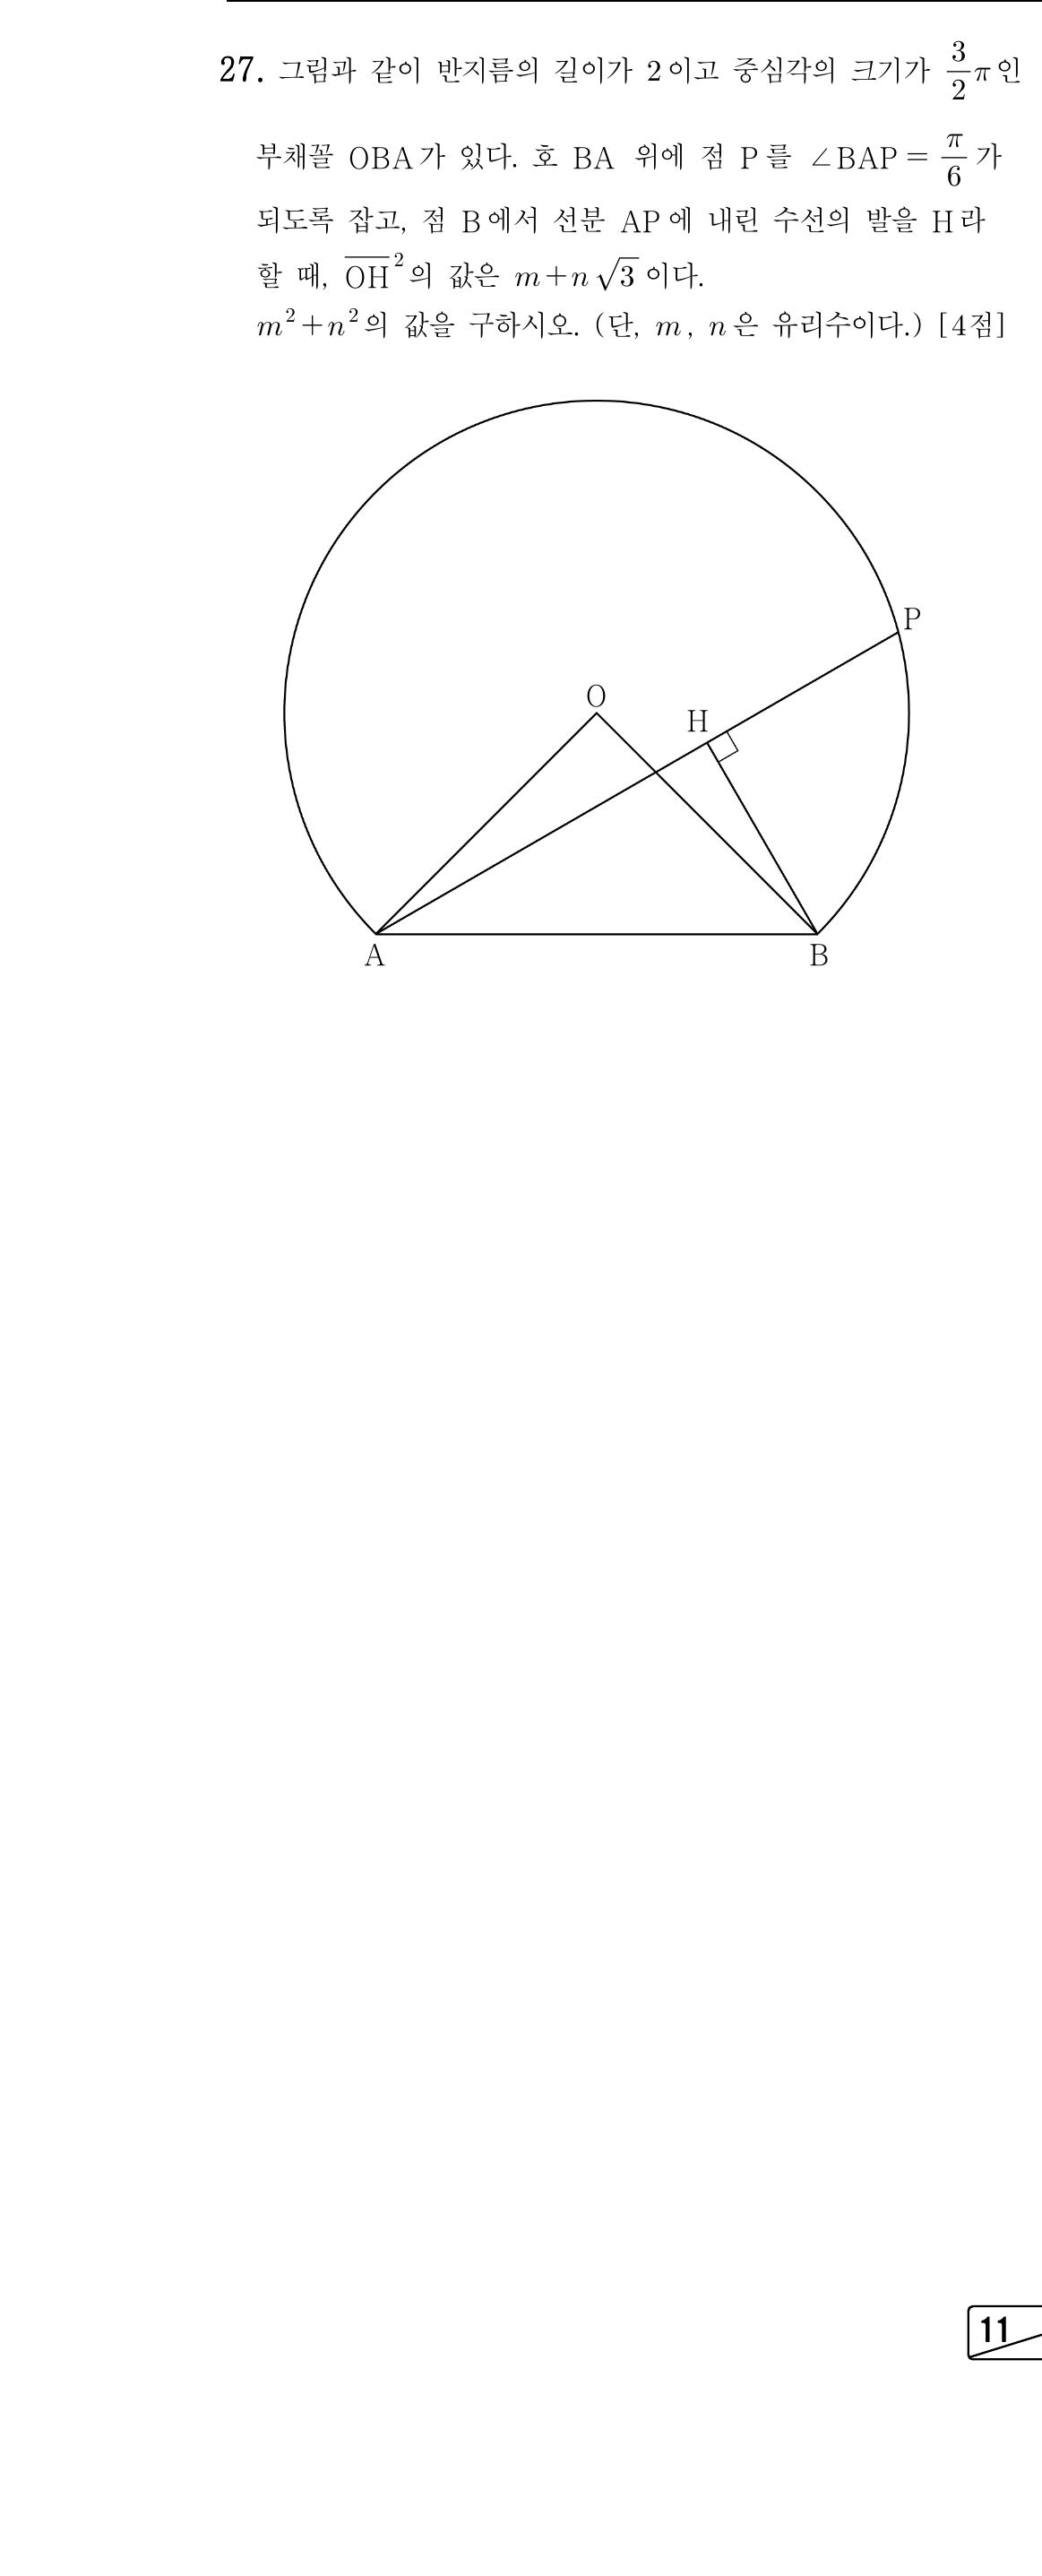 27. 그림과 같이 반지름의 길이가 2이고 중심각의 크기가 $\frac{3}{2}\pi$인
부채꼴 OBA가 있다. 호 BA 위에 점 P를 ∠BAP = $\frac{\pi}{6}$가
되도록 잡고, 점 B에서 선분 AP에 내린 수선의 발을 H라
할 때, $\overline{OH}^2$의 값은 $m+n\sqrt{3}$이다.
$m^2+n^2$의 값을 구하시오. (단, m, n은 유리수이다.) [4점]
P
O
H
A
B
11